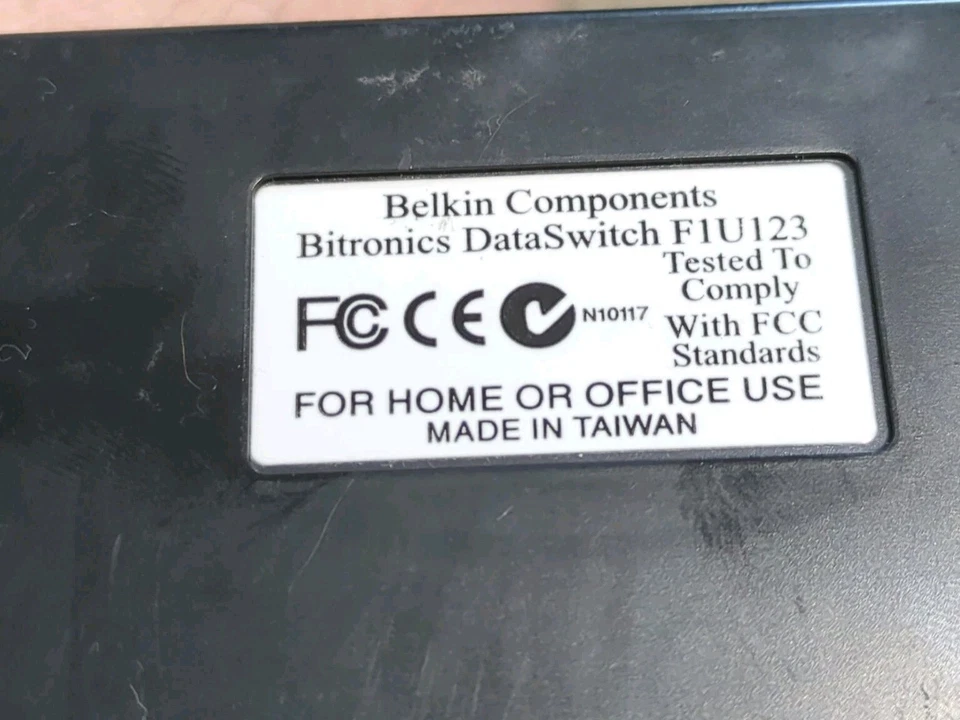 Belkin Components
Bitronics DataSwitch F1U123
Tested To
Comply
FC CE N10117
With FCC
Standards
FOR HOME OR OFFICE USE
MADE IN TAIWAN